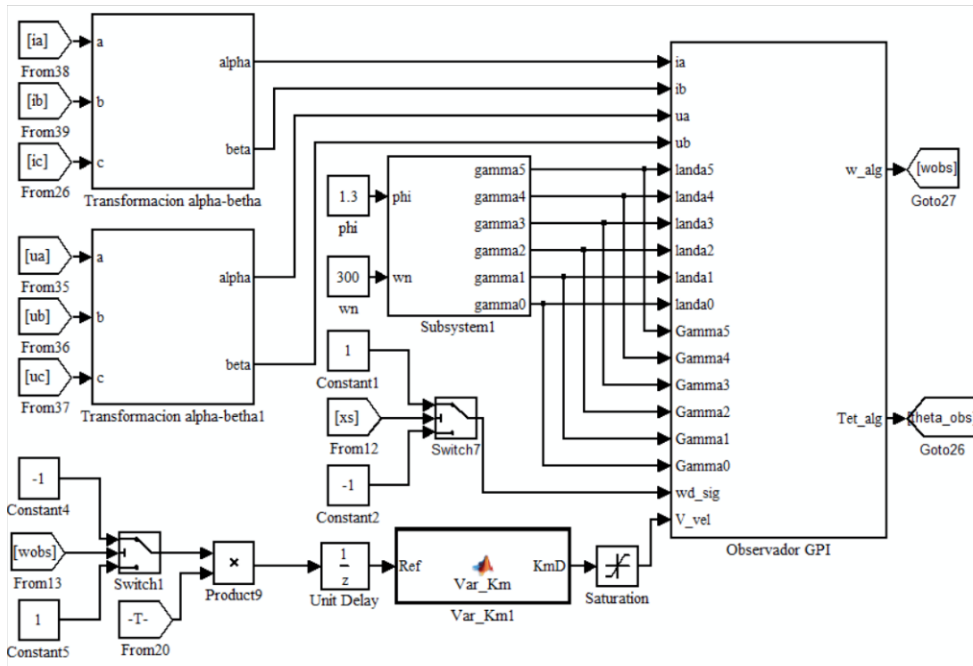 [ia]
From38
[ib]
From39
[ic]
From26
a
b
c
alpha
beta
Transformacion alpha-betha
[ua]
From35
[ub]
From36
[uc]
From37
a
b
c
alpha
beta
Transformacion alpha-betha1
1.3
phi
300
wn
phi
wn
gamma5
gamma4
gamma3
gamma2
gamma1
gamma0
Subsystem1
1
Constant1
[xs]
From12
-1
Constant2
Switch7
-1
Constant4
[wobs]
From13
1
Constant5
Switch1
-T-
From20
×
Product9
1
z
Unit Delay
Ref
Var_Km
KmD
Var_Km1
Saturation
ia
ib
ua
ub
landa5
landa4
landa3
landa2
landa1
landa0
Gamma5
Gamma4
Gamma3
Gamma2
Gamma1
Gamma0
wd_sig
V_vel
w_alg
Tet_alg
Observador GPI
[wobs]
Goto27
heta_obs
Goto26